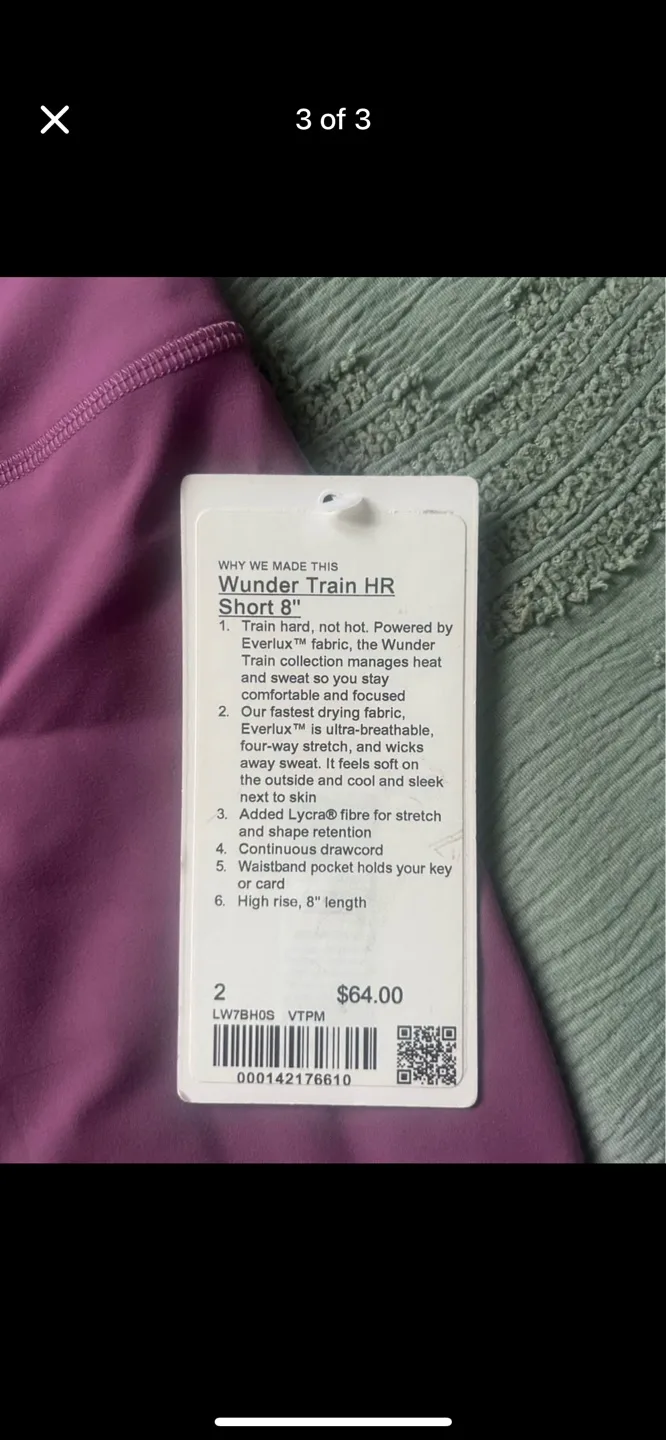 3 of 3
WHY WE MADE THIS
Wunder Train HR
Short 8"
1. Train hard, not hot. Powered by
Everlux™ fabric, the Wunder
Train collection manages heat
and sweat so you stay
comfortable and focused
2. Our fastest drying fabric,
Everlux™ is ultra-breathable,
four-way stretch, and wicks
away sweat. It feels soft on
the outside and cool and sleek
next to skin
3. Added Lycra® fibre for stretch
and shape retention
4. Continuous drawcord
5. Waistband pocket holds your key
or card
6. High rise, 8" length
2 $64.00
LW7BH0S VTPM
000142176610